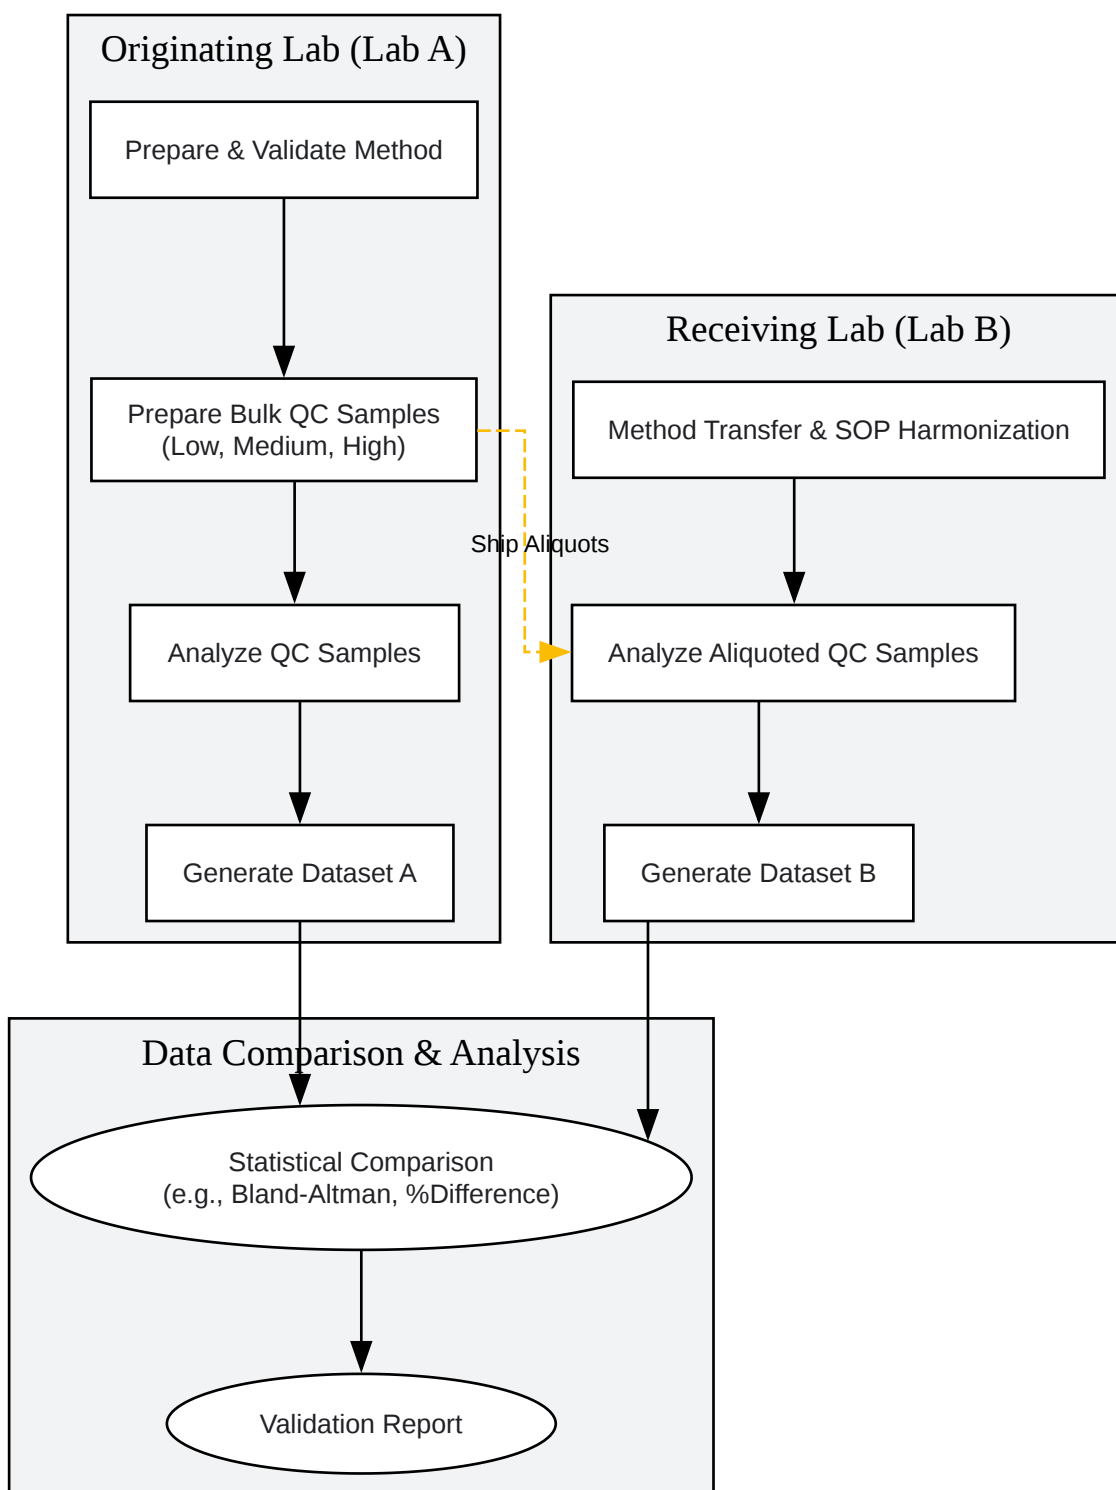 Originating Lab (Lab A)
Prepare & Validate Method
Prepare Bulk QC Samples
(Low, Medium, High)
Analyze QC Samples
Generate Dataset A
Ship Aliquots
Receiving Lab (Lab B)
Method Transfer & SOP Harmonization
Analyze Aliquoted QC Samples
Generate Dataset B
Data Comparison & Analysis
Statistical Comparison
(e.g., Bland-Altman, %Difference)
Validation Report